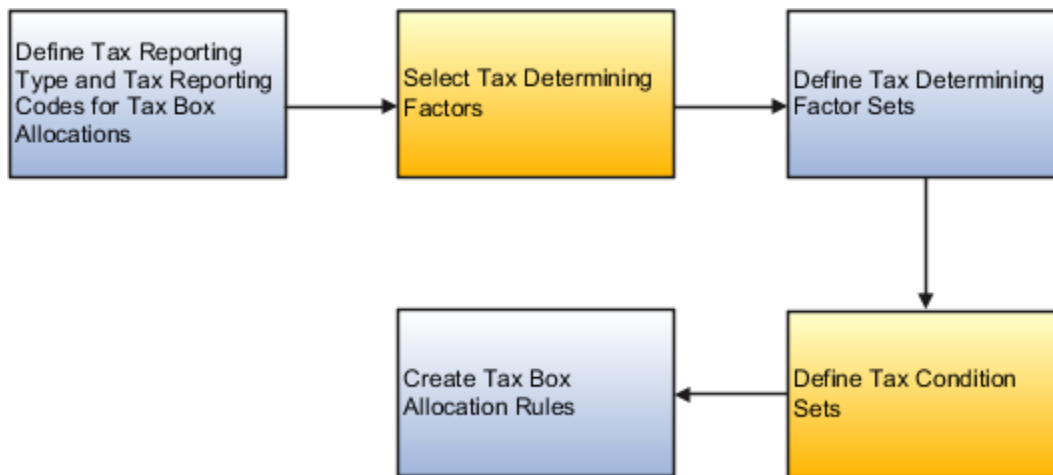 Define Tax Reporting
Type and Tax Reporting
Codes for Tax Box
Allocations
Select Tax Determining
Factors
Define Tax Determining
Factor Sets
Create Tax Box
Allocation Rules
Define Tax Condition
Sets